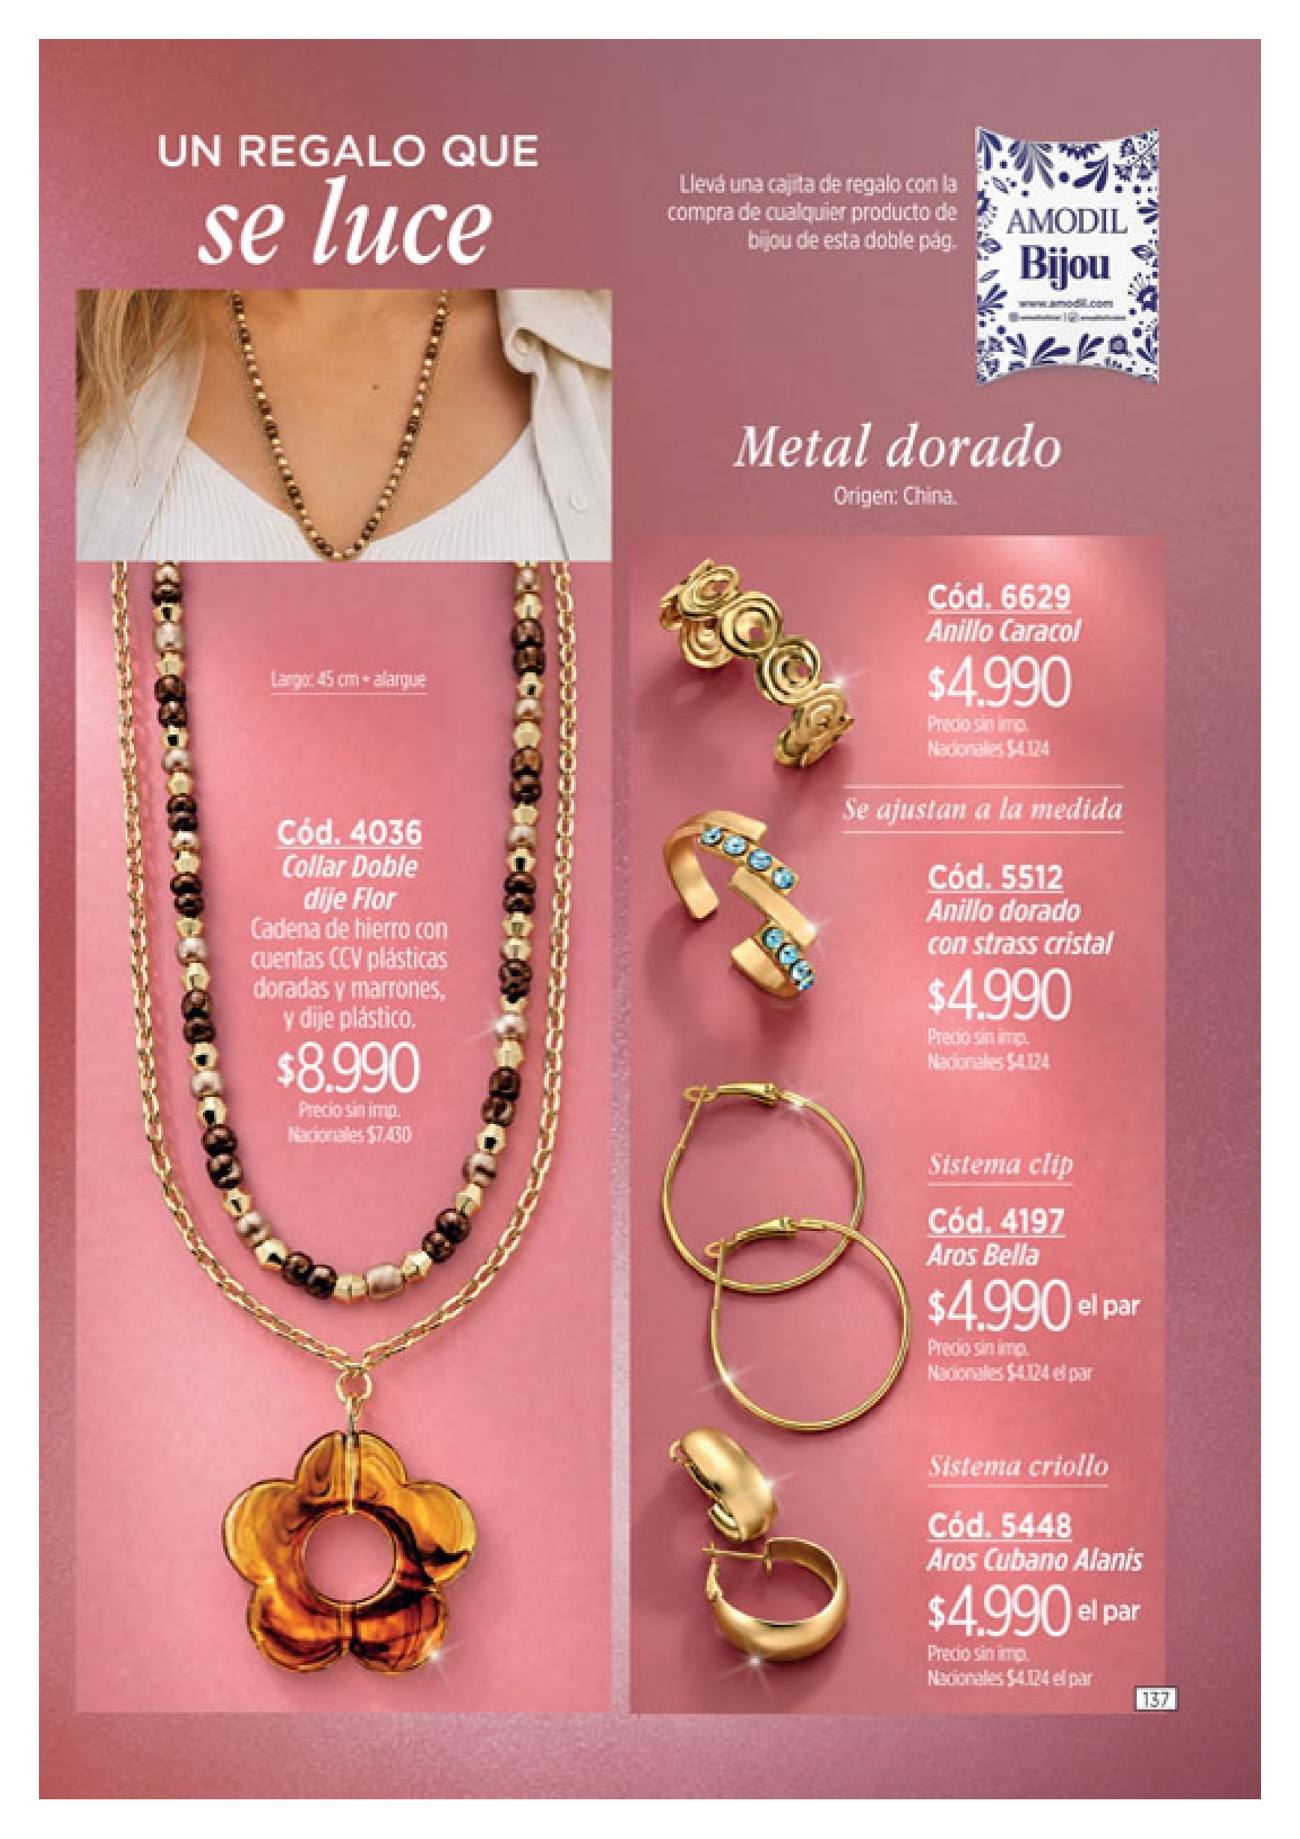 UN REGALO QUE
se luce
Llevá una cajita de regalo con la
compra de cualquier producto de
bijou de esta doble pág.
AMODIL
Bijou
www.amodil.com
Metal dorado
Origen: China.
Largo: 45 cm + alargue
Cód. 4036
Collar Doble
dije Flor
Cadena de hierro con
cuentas CCV plásticas
doradas y marrones,
y dije plástico.
$8.990
Precio sin imp.
Nacionales $7.430
Cód. 6629
Anillo Caracol
$4.990
Precio sin imp.
Nacionales $4.124
Se ajustan a la medida
Cód. 5512
Anillo dorado
con strass cristal
$4.990
Precio sin imp.
Nacionales $4.124
Sistema clip
Cód. 4197
Aros Bella
$4.990 el par
Precio sin imp.
Nacionales $4.124 el par
Sistema criollo
Cód. 5448
Aros Cubano Alanis
$4.990 el par
Precio sin imp.
Nacionales $4.124 el par
137